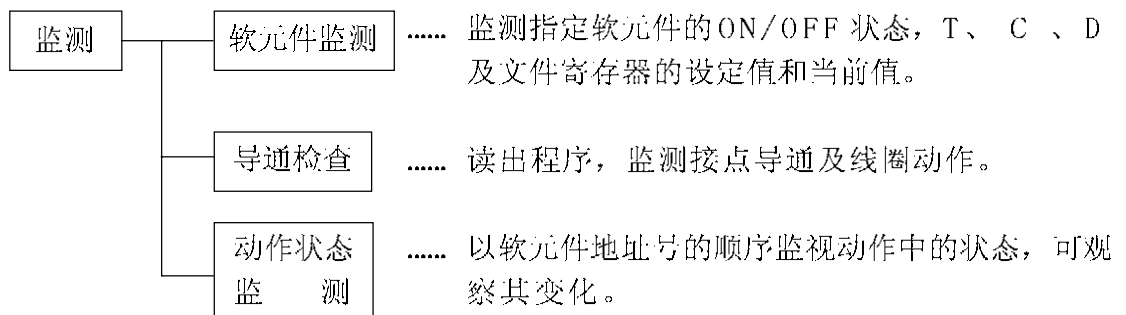 监测
软元件监测 …… 监测指定软元件的ON/OFF 状态，T、 C 、D
及文件寄存器的设定值和当前值。
导通检查 …… 读出程序，监测接点导通及线圈动作。
动作状态
监 测 …… 以软元件地址号的顺序监视动作中的状态，可观
察其变化。